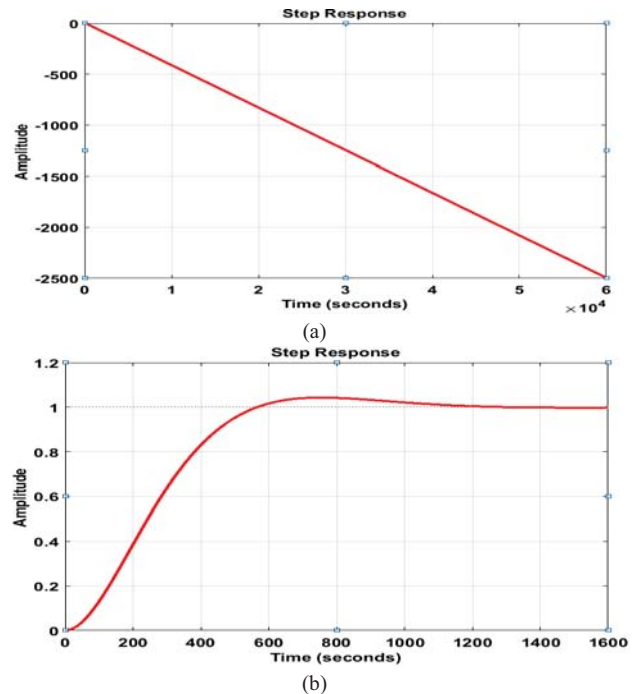 Step Response
0
-500
-1000
-1500
-2000
-2500
Amplitude
0 1 2 3 4 5 6
Time (seconds)
×10^4
(a)
Step Response
1.2
1
0.8
0.6
0.4
0.2
0
Amplitude
0 200 400 600 800 1000 1200 1400 1600
Time (seconds)
(b)